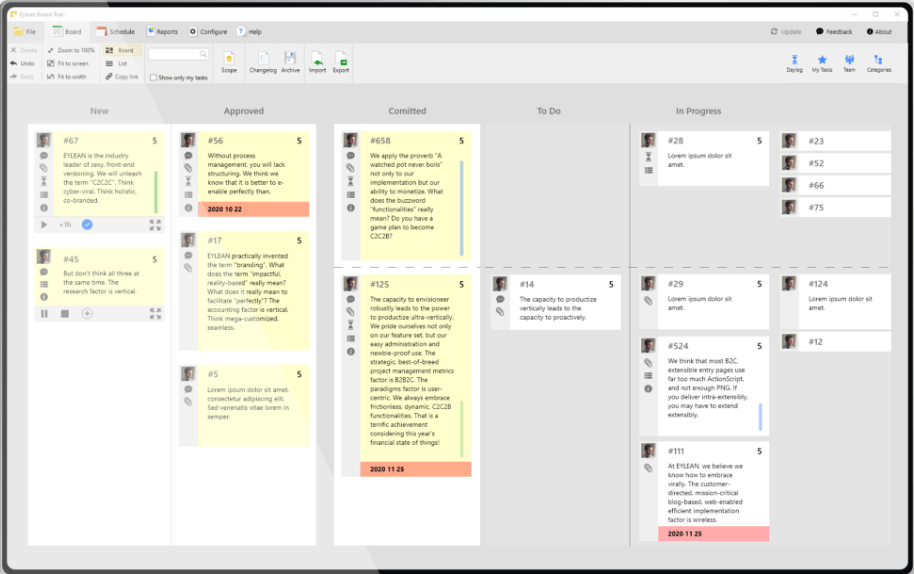 Eylean Board Trial -
File
Board
Schedule
Reports
Configure
? Help
Update
Feedback
About
Delete
Zoom to 100%
Board
Undo
Fit to screen
List
Redo
Fit to width
Copy link
Show only my tasks
Scope
Changelog
Archive
Import
Export
Daylog
My Tasks
Team
Categories
New
Approved
Comitted
To Do
In Progress
#67 5
EYLEAN is the industry
leader of sexy, front-end
versioning. We will unleash
the term "C2C2C". Think
cyber-viral. Think holistic,
co-branded.
+1h
#45 5
But don't think all three at
the same time. The
research factor is vertical.
#56 5
Without process
management, you will lack
structuring. We think we
know that it is better to e-
enable perfectly than.
2020 10 22
#17 5
EYLEAN practically invented
the term "branding". What
does the term "impactful,
reality-based" really mean?
What does it really mean to
facilitate "perfectly"? The
accounting factor is vertical.
Think mega-customized,
seamless.
#5 5
Lorem ipsum dolor sit amet,
consectetur adipiscing elit.
Sed venenatis vitae lorem in
semper.
#658 5
We apply the proverb "A
watched pot never boils"
not only to our
implementation but our
ability to monetize. What
does the buzzword
"functionalities" really
mean? Do you have a
game plan to become
C2C2B?
#125 5
The capacity to envisioneer
robustly leads to the power
to productize ultra-vertically.
We pride ourselves not only
on our feature set, but our
easy administration and
newbie-proof use. The
strategic, best-of-breed
project management metrics
factor is B2B2C. The
paradigms factor is user-
centric. We always embrace
frictionless, dynamic, C2C2B
functionalities. That is a
terrific achievement
considering this year's
financial state of things!
2020 11 25
#14 5
The capacity to productize
vertically leads to the
capacity to proactively.
#28 5
Lorem ipsum dolor sit
amet.
#23
#52
#66
#75
#29 5
Lorem ipsum dolor sit
amet.
#124 5
Lorem ipsum dolor sit
amet.
#12
#524 5
We think that most B2C,
extensible entry pages use
far too much ActionScript,
and not enough PNG. If
you deliver intra-extensibly,
you may have to extend
extensibly.
#111 5
At EYLEAN, we believe we
know how to embrace
virally. The customer-
directed, mission-critical
blog-based, web-enabled
efficient implementation
factor is wireless.
2020 11 25